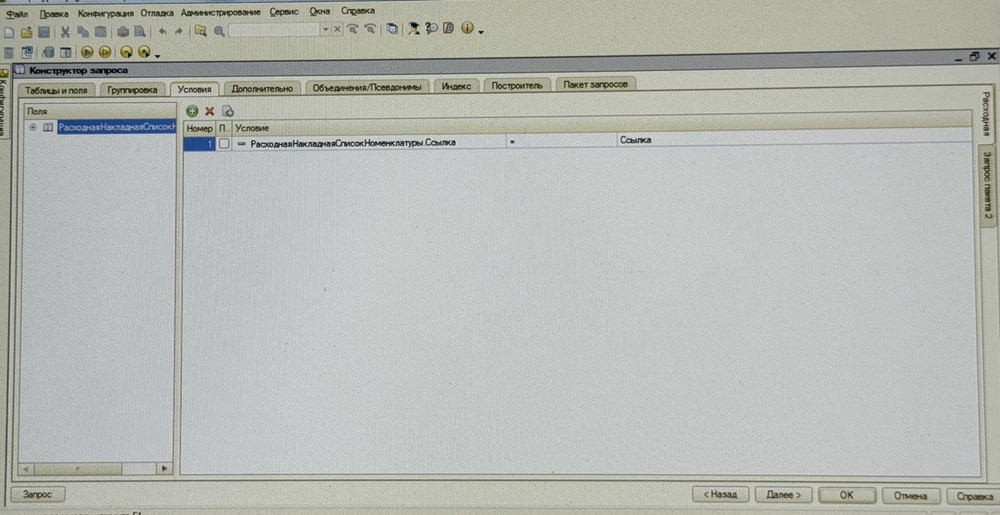 Файл Правка Конфигурация Отладка Администрирование Сервис Окна Справка
Конструктор запроса
Таблицы и поля Группировка Условия Дополнительно Объединения/Псевдонимы Индекс Построитель Пакет запросов
Поля
Номер П.. Условие
РасходнаяНакладнаяСписокН
1 РасходнаяНакладнаяСписокНоменклатуры.Ссылка = Ссылка
Расходная
Запрос пакета 2
Запрос < Назад Далее > ОК Отмена Справка